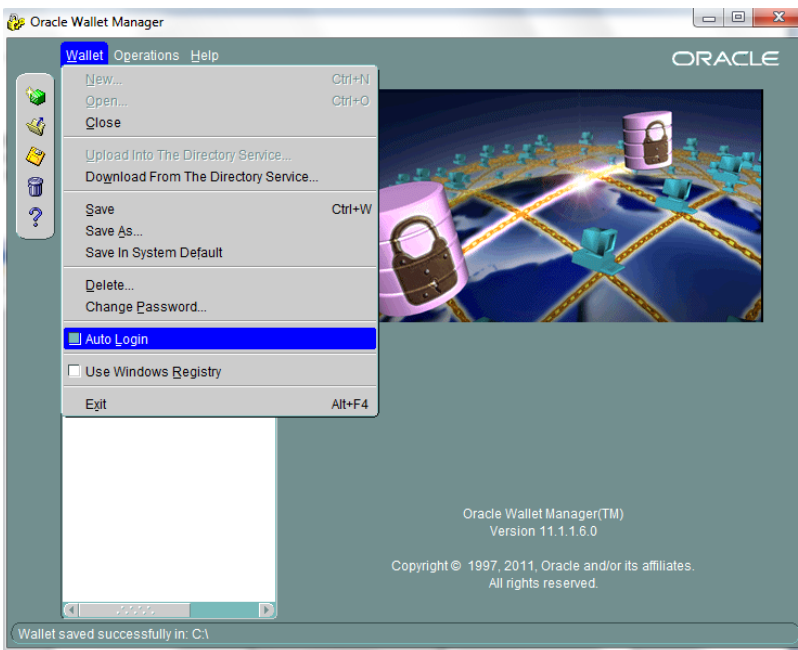 Oracle Wallet Manager
Wallet Operations Help
ORACLE
New... Ctrl+N
Open... Ctrl+O
Close
Upload Into The Directory Service...
Download From The Directory Service...
Save Ctrl+W
Save As...
Save In System Default
Delete...
Change Password...
Auto Login
Use Windows Registry
Exit Alt+F4
Oracle Wallet Manager(TM)
Version 11.1.1.6.0
Copyright © 1997, 2011, Oracle and/or its affiliates.
All rights reserved.
Wallet saved successfully in: C:\